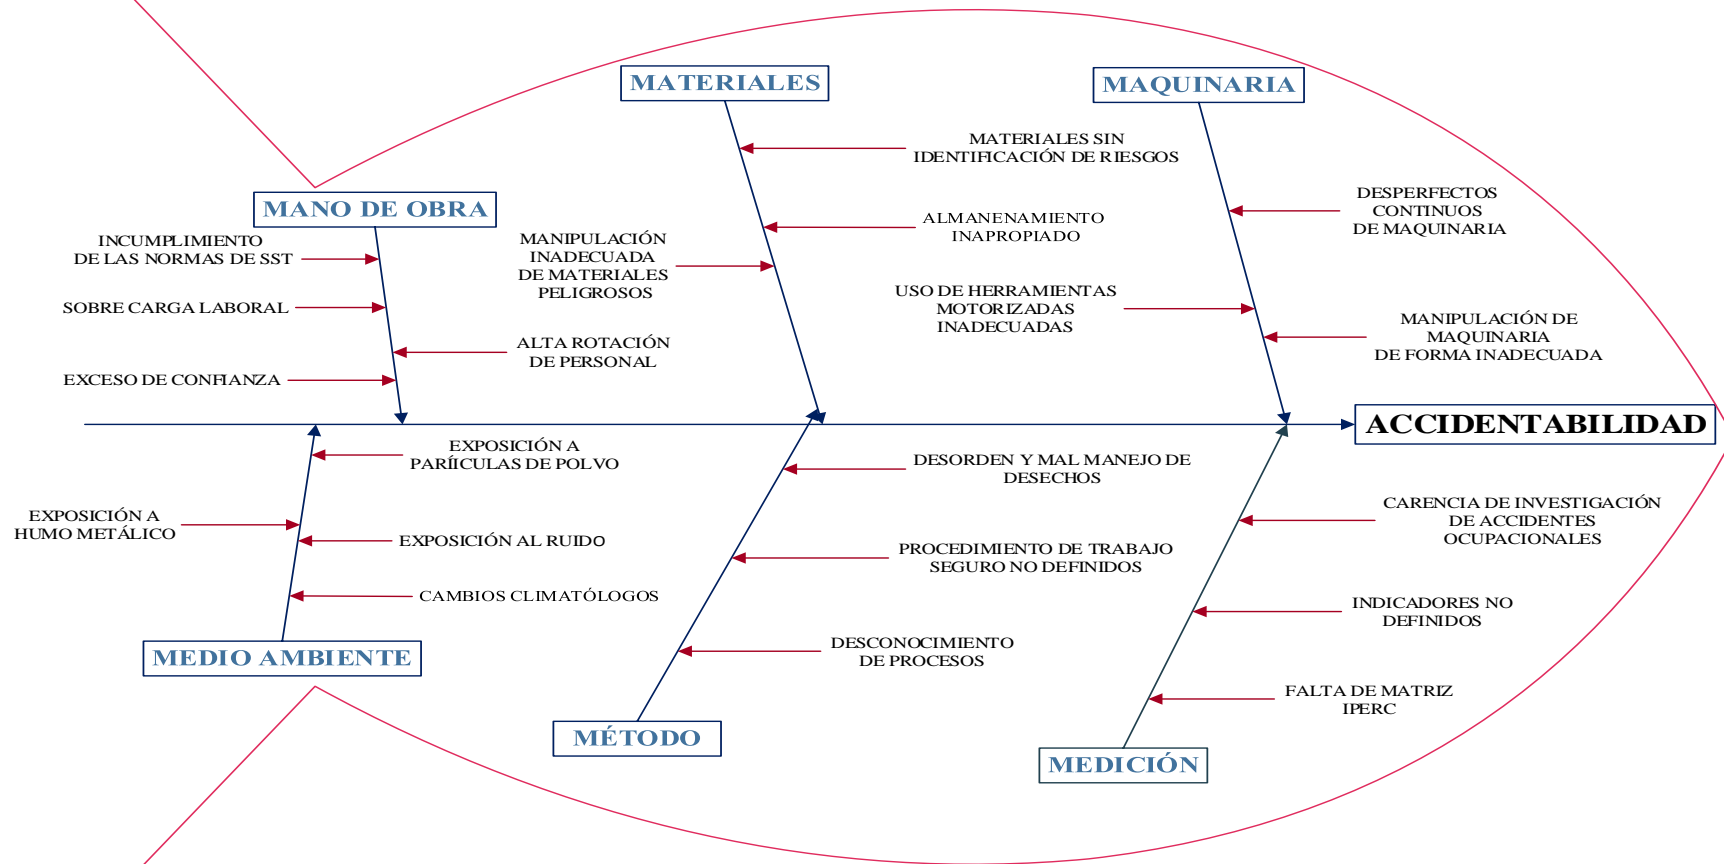 MATERIALES
MAQUINARIA
MATERIALES SIN
IDENTIFICACIÓN DE RIESGOS
MANO DE OBRA
DESPERFECTOS
CONTINUOS
DE MAQUINARIA
ALMANENAMIENTO
INAPROPIADO
INCUMPLIMIENTO
DE LAS NORMAS DE SST
MANIPULACIÓN
INADECUADA
DE MATERIALES
PELIGROSOS
USO DE HERRAMIENTAS
MOTORIZADAS
INADECUADAS
SOBRE CARGA LABORAL
MANIPULACIÓN DE
MAQUINARIA
DE FORMA INADECUADA
ALTA ROTACIÓN
DE PERSONAL
EXCESO DE CONFIANZA
ACCIDENTABILIDAD
EXPOSICIÓN A
PARÍICULAS DE POLVO
DESORDEN Y MAL MANEJO DE
DESECHOS
CARENCIA DE INVESTIGACIÓN
DE ACCIDENTES
OCUPACIONALES
EXPOSICIÓN A
HUMO METÁLICO
EXPOSICIÓN AL RUIDO
PROCEDIMIENTO DE TRABAJO
SEGURO NO DEFINIDOS
CAMBIOS CLIMATÓLOGOS
INDICADORES NO
DEFINIDOS
MEDIO AMBIENTE
DESCONOCIMIENTO
DE PROCESOS
FALTA DE MATRIZ
IPERC
MÉTODO
MEDICIÓN